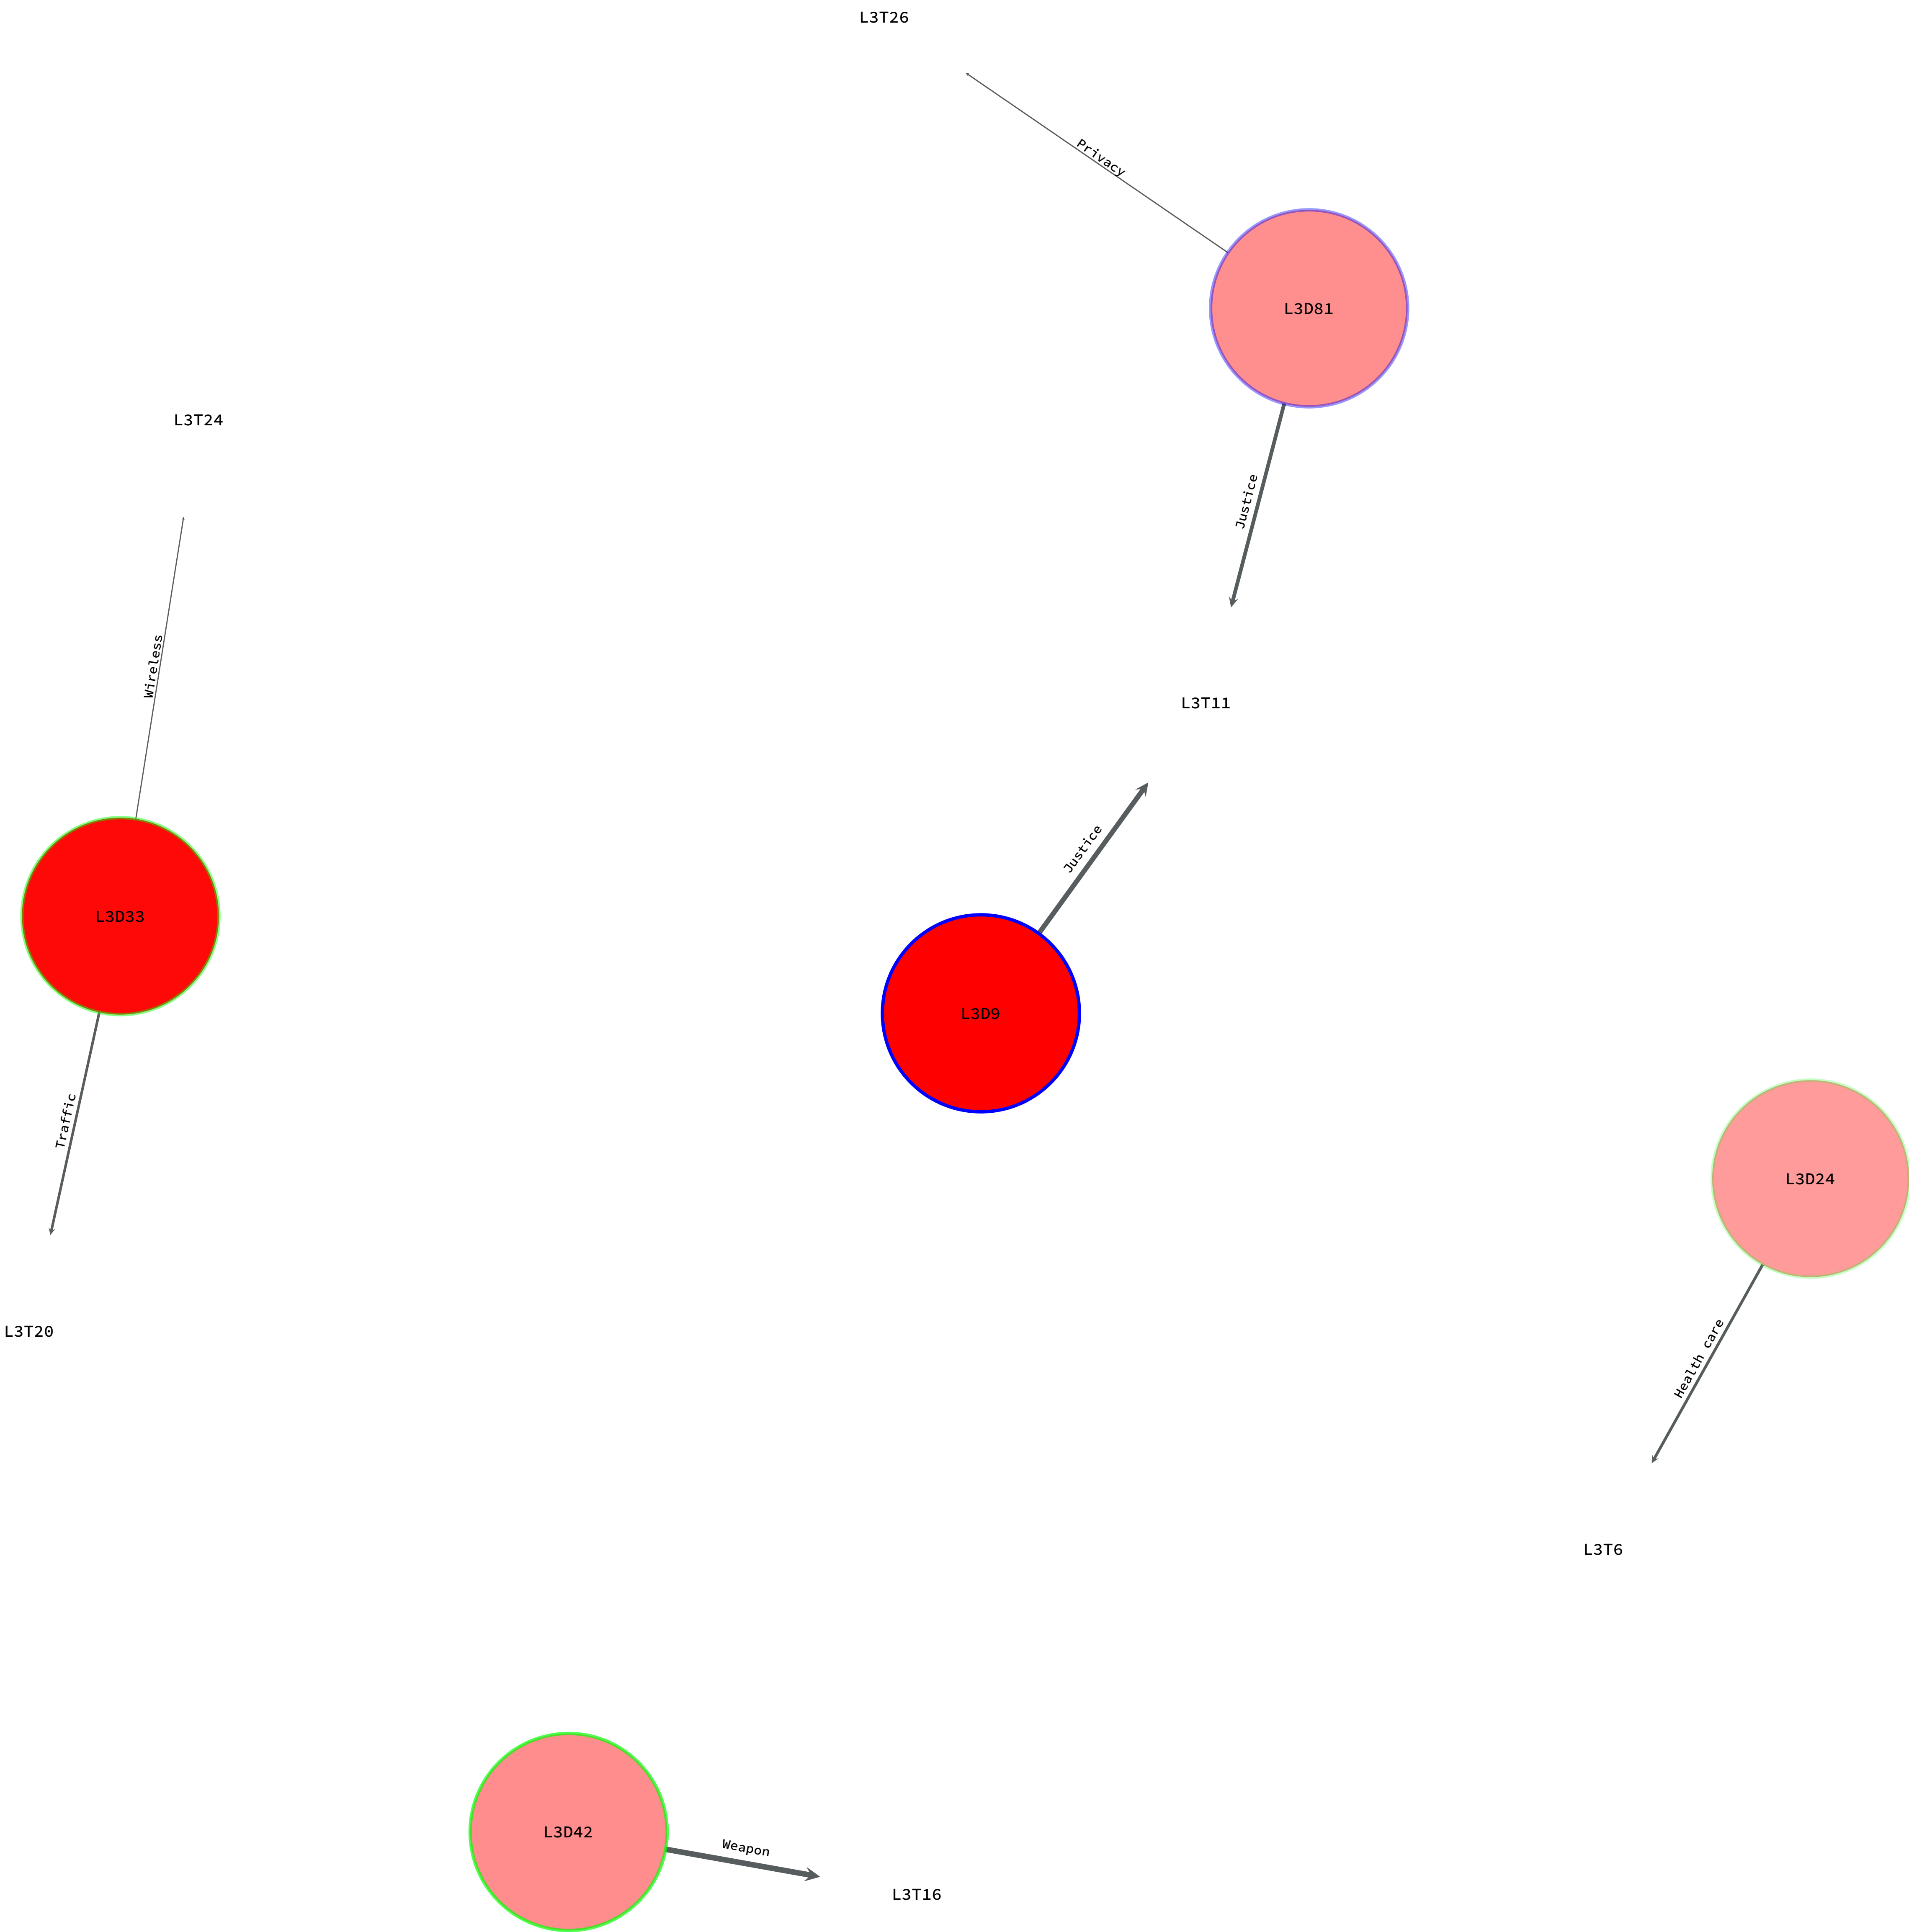 L3T26
Privacy
L3D81
L3T24
Justice
Wireless
L3T11
Justice
L3D33
L3D9
Traffic
L3D24
L3T20
Health care
L3T6
L3D42
Weapon
L3T16